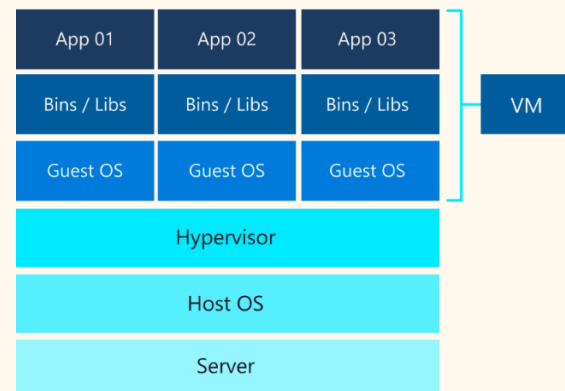 App 01 App 02 App 03
Bins / Libs Bins / Libs Bins / Libs VM
Guest OS Guest OS Guest OS
Hypervisor
Host OS
Server